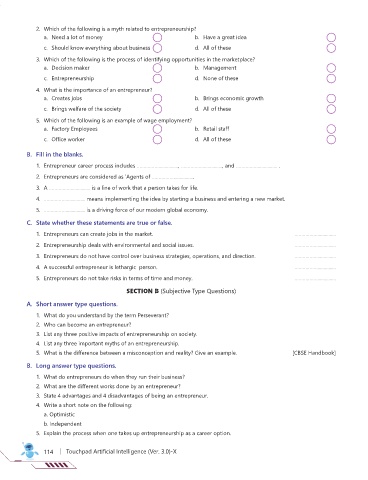 2. Which of the following is a myth related to entrepreneurship?
a. Need a lot of money b. Have a great idea
c. Should know everything about business d. All of these
3. Which of the following is the process of identifying opportunities in the marketplace?
a. Decision maker b. Management
c. Entrepreneurship d. None of these
4. What is the importance of an entrepreneur?
a. Creates jobs b. Brings economic growth
c. Brings welfare of the society d. All of these
5. Which of the following is an example of wage employment?
a. Factory Employees b. Retail staff
c. Office worker d. All of these
B. Fill in the blanks.
1. Entrepreneur career process includes ...................., ...................., and .................... .
2. Entrepreneurs are considered as 'Agents of .................... .
3. A .................... is a line of work that a person takes for life.
4. .................... means implementing the idea by starting a business and entering a new market.
5. .................... is a driving force of our modern global economy.
C. State whether these statements are true or false.
1. Entrepreneurs can create jobs in the market. ....................
2. Entrepreneurship deals with environmental and social issues. ....................
3. Entrepreneurs do not have control over business strategies, operations, and direction. ....................
4. A successful entrepreneur is lethargic person. ....................
5. Entrepreneurs do not take risks in terms of time and money. ....................
SECTION B (Subjective Type Questions)
A. Short answer type questions.
1. What do you understand by the term Perseverant?
2. Who can become an entrepreneur?
3. List any three positive impacts of entrepreneurship on society.
4. List any three important myths of an entrepreneurship.
5. What is the difference between a misconception and reality? Give an example. [CBSE Handbook]
B. Long answer type questions.
1. What do entrepreneurs do when they run their business?
2. What are the different works done by an entrepreneur?
3. State 4 advantages and 4 disadvantages of being an entrepreneur.
4. Write a short note on the following:
a. Optimistic
b. Independent
5. Explain the process when one takes up entrepreneurship as a career option.
114 | Touchpad Artificial Intelligence (Ver. 3.0)-X